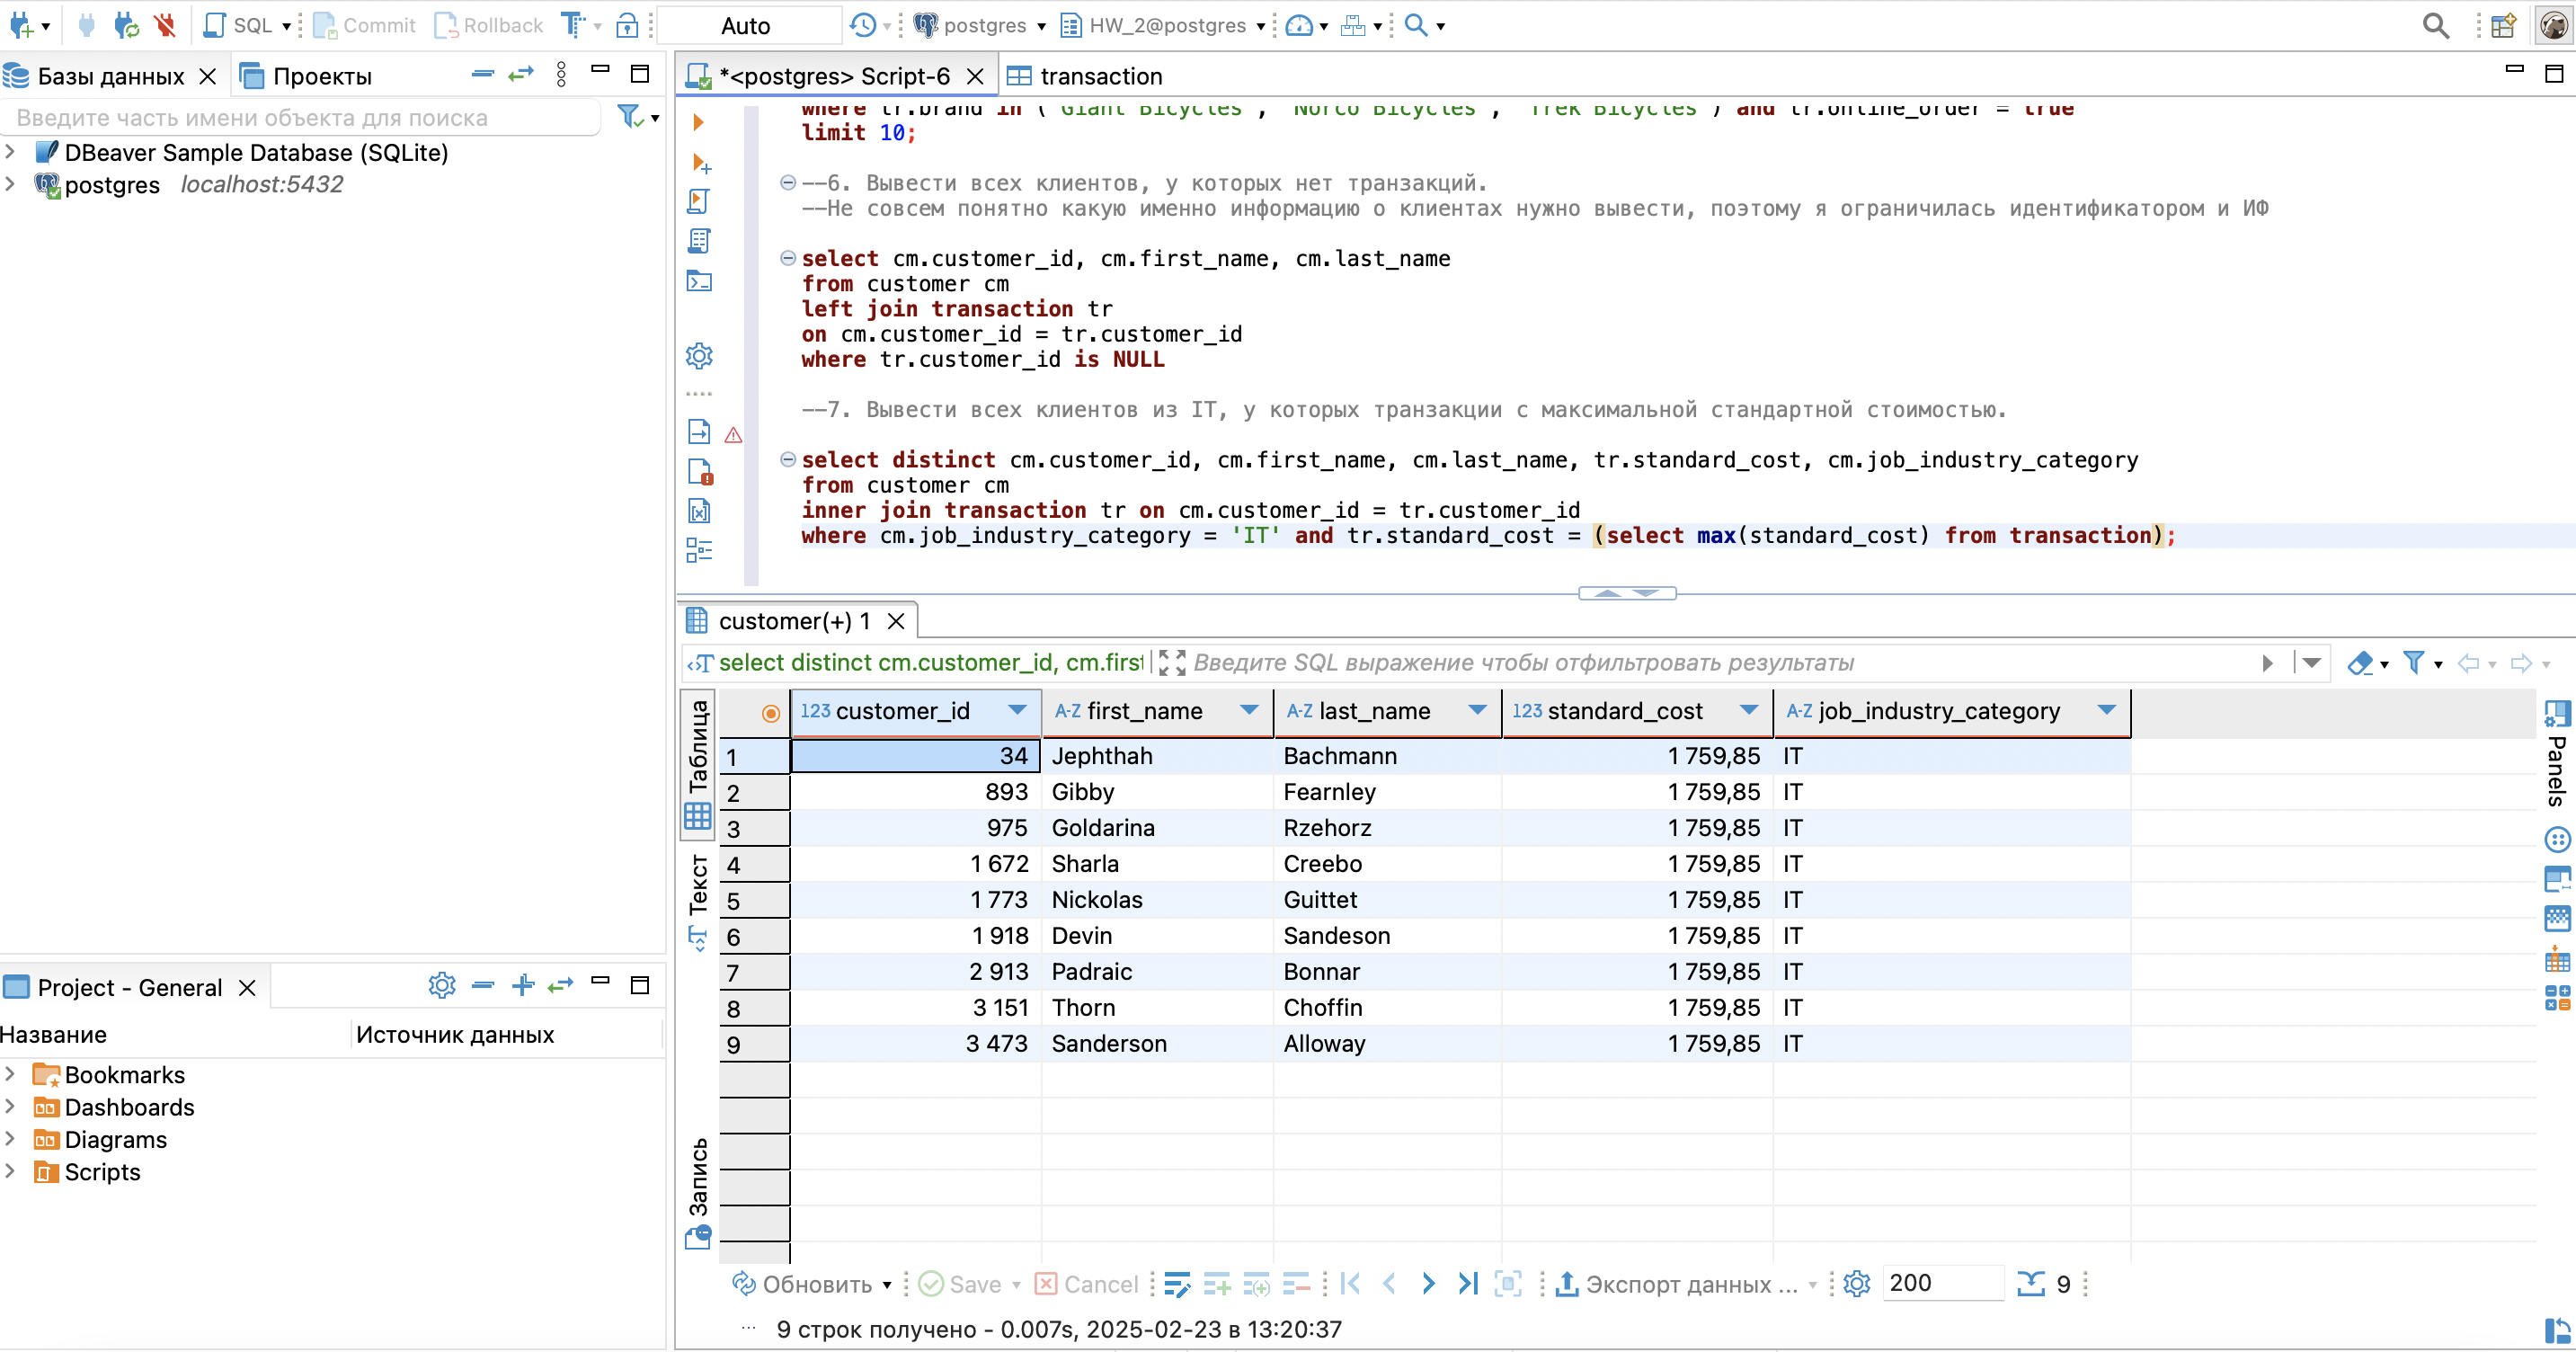 SQL Commit Rollback Auto postgres HW_2@postgres
Базы данных Проекты
Введите часть имени объекта для поиска
DBeaver Sample Database (SQLite)
postgres localhost:5432
*<postgres> Script-6 transaction
where tr.brand in ('Giant Bicycles', 'Norco Bicycles', 'Trek Bicycles') and tr.online_order = true
limit 10;
--6. Вывести всех клиентов, у которых нет транзакций.
--Не совсем понятно какую именно информацию о клиентах нужно вывести, поэтому я ограничилась идентификатором и ИФ
select cm.customer_id, cm.first_name, cm.last_name
from customer cm
left join transaction tr
on cm.customer_id = tr.customer_id
where tr.customer_id is NULL
--7. Вывести всех клиентов из IT, у которых транзакции с максимальной стандартной стоимостью.
select distinct cm.customer_id, cm.first_name, cm.last_name, tr.standard_cost, cm.job_industry_category
from customer cm
inner join transaction tr on cm.customer_id = tr.customer_id
where cm.job_industry_category = 'IT' and tr.standard_cost = (select max(standard_cost) from transaction);
customer(+) 1
select distinct cm.customer_id, cm.first Введите SQL выражение чтобы отфильтровать результаты
Таблица
Текст
Запись
123 customer_id A-Z first_name A-Z last_name 123 standard_cost A-Z job_industry_category
1 34 Jephthah Bachmann 1 759,85 IT
2 893 Gibby Fearnley 1 759,85 IT
3 975 Goldarina Rzehorz 1 759,85 IT
4 1 672 Sharla Creebo 1 759,85 IT
5 1 773 Nickolas Guittet 1 759,85 IT
6 1 918 Devin Sandeson 1 759,85 IT
7 2 913 Padraic Bonnar 1 759,85 IT
8 3 151 Thorn Choffin 1 759,85 IT
9 3 473 Sanderson Alloway 1 759,85 IT
Panels
Обновить Save Cancel Экспорт данных ... 200 9
9 строк получено - 0.007s, 2025-02-23 в 13:20:37
Project - General
Название Источник данных
Bookmarks
Dashboards
Diagrams
Scripts